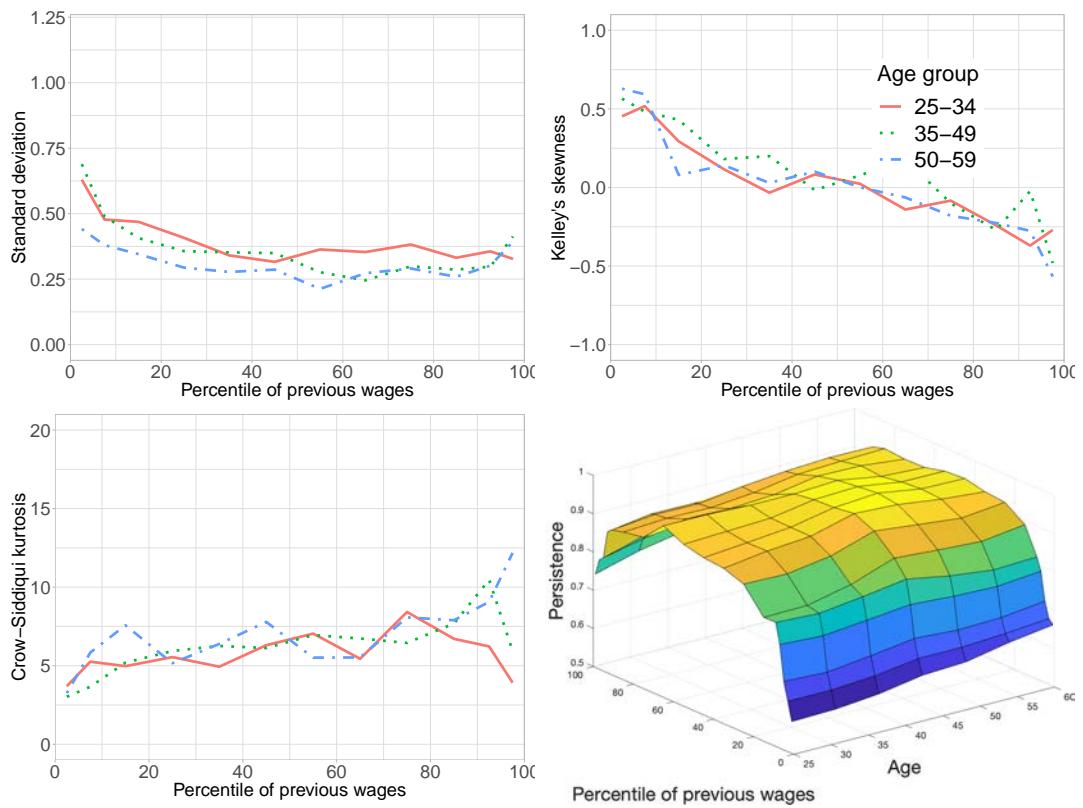 1.25
1.00
0.75
0.50
0.25
0.00
Standard deviation
0 20 40 60 80 100
Percentile of previous wages
1.0
0.5
0.0
−0.5
−1.0
Kelley's skewness
Age group
25−34
35−49
50−59
0 20 40 60 80 100
Percentile of previous wages
20
15
10
5
0
Crow−Siddiqui kurtosis
0 20 40 60 80 100
Percentile of previous wages
1
0.9
0.8
0.7
0.6
0.5
Persistence
100 80 60 40 20 0
25 30 35 40 45 50 55 60
Age
Percentile of previous wages